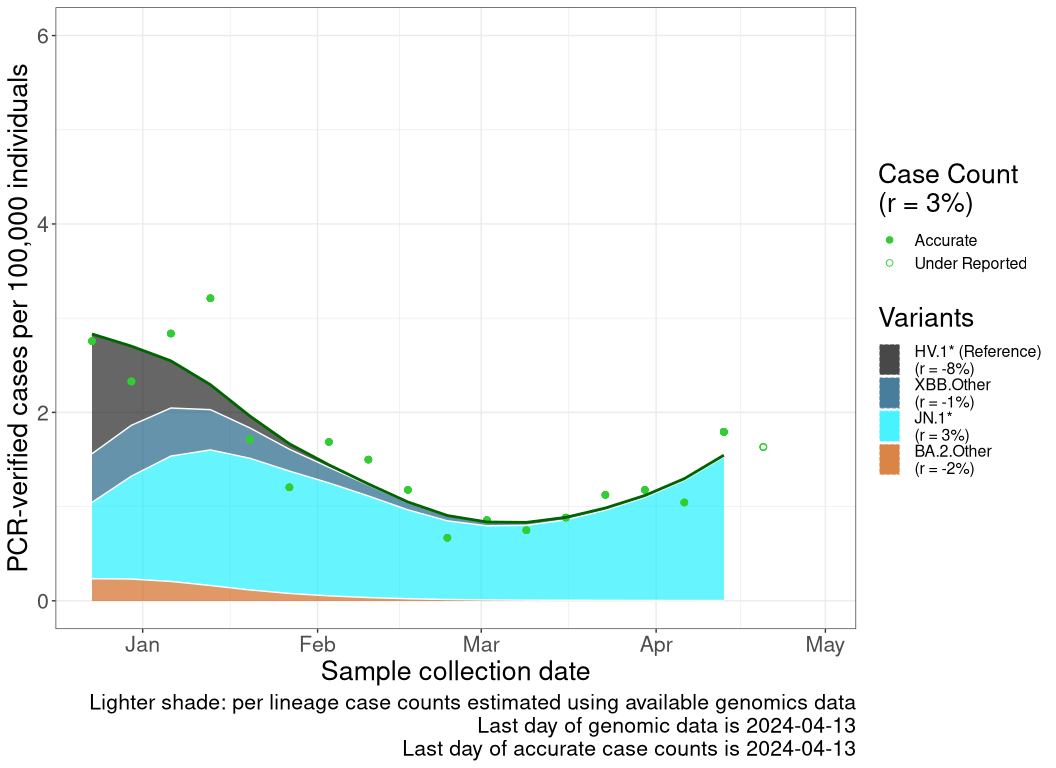 PCR-verified cases per 100,000 individuals
6
4
2
0
Jan
Feb
Mar
Apr
May
Sample collection date
Lighter shade: per lineage case counts estimated using available genomics data
Last day of genomic data is 2024-04-13
Last day of accurate case counts is 2024-04-13
Case Count
(r = 3%)
Accurate
Under Reported
Variants
HV.1* (Reference)
(r = -8%)
XBB.Other
(r = -1%)
JN.1*
(r = 3%)
BA.2.Other
(r = -2%)